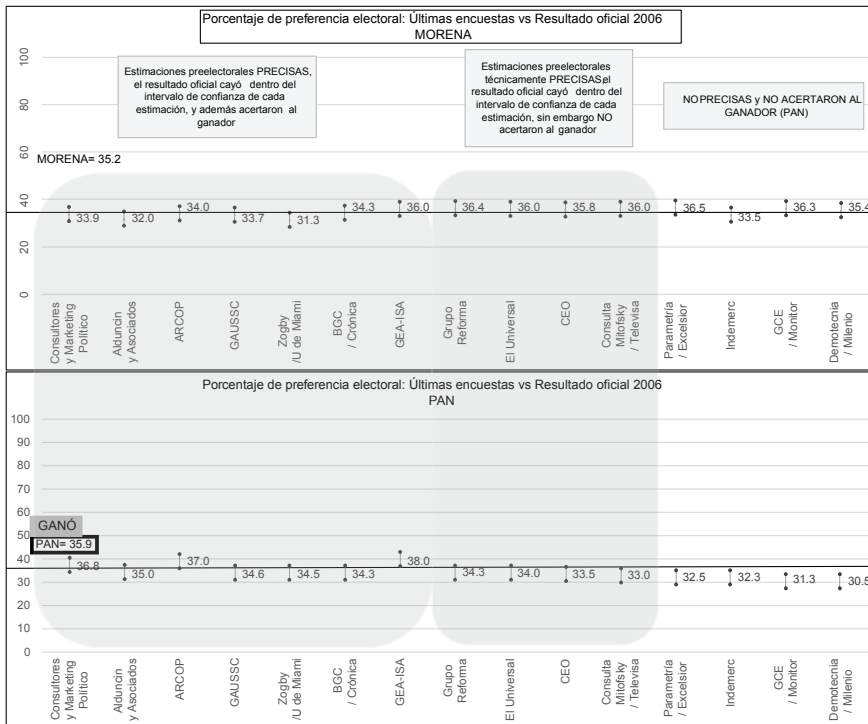 Porcentaje de preferencia electoral: Últimas encuestas vs Resultado oficial 2006
MORENA
Estimaciones preelectorales PRECISAS,
el resultado oficial cayó dentro del
intervalo de confianza de cada
estimación, y además acertaron al
ganador
Estimaciones preelectorales
técnicamente PRECISAS,el
resultado oficial cayó dentro del
intervalo de confianza de cada
estimación, sin embargo NO
acertaron al ganador
NO PRECISAS y NO ACERTARON AL
GANADOR (PAN)
100
80
60
40
20
0
MORENA= 35.2
33.9
32.0
34.0
33.7
31.3
34.3
36.0
36.4
36.0
35.8
36.0
36.5
33.5
36.3
35.4
Consultores
y Marketing
Político
Alduncin
y Asociados
ARCOP
GAUSSC
Zogby
/U de Miami
BGC
/ Crónica
GEA-ISA
Grupo
Reforma
El Universal
CEO
Consulta
Mitofsky
/ Televisa
Parametría
/ Excelsior
Indemerc
GCE
/ Monitor
Demotecnia
/ Milenio
Porcentaje de preferencia electoral: Últimas encuestas vs Resultado oficial 2006
PAN
100
90
80
70
60
50
40
30
20
10
0
GANÓ
PAN= 35.9
36.8
35.0
37.0
34.6
34.5
34.3
38.0
34.3
34.0
33.5
33.0
32.5
32.3
31.3
30.5
Consultores
y Marketing
Político
Alduncin
y Asociados
ARCOP
GAUSSC
Zogby
/U de Miami
BGC
/ Crónica
GEA-ISA
Grupo
Reforma
El Universal
CEO
Consulta
Mitofsky
/ Televisa
Parametría
/ Excelsior
Indemerc
GCE
/ Monitor
Demotecnia
/ Milenio